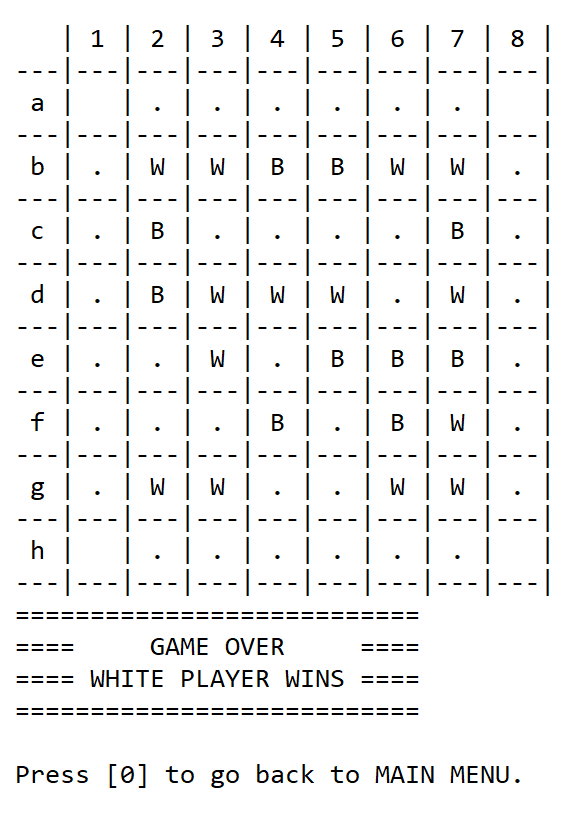 | 1 | 2 | 3 | 4 | 5 | 6 | 7 | 8 |
---|---|---|---|---|---|---|---|---|
 a |   | . | . | . | . | . | . |   |
---|---|---|---|---|---|---|---|---|
 b | . | W | W | B | B | W | W | . |
---|---|---|---|---|---|---|---|---|
 c | . | B | . | . | . | . | B | . |
---|---|---|---|---|---|---|---|---|
 d | . | B | W | W | W | . | W | . |
---|---|---|---|---|---|---|---|---|
 e | . | . | W | . | B | B | B | . |
---|---|---|---|---|---|---|---|---|
 f | . | . | . | B | . | B | W | . |
---|---|---|---|---|---|---|---|---|
 g | . | W | W | . | . | W | W | . |
---|---|---|---|---|---|---|---|---|
 h |   | . | . | . | . | . | . |   |
---|---|---|---|---|---|---|---|---|
===========================
====     GAME OVER     ====
==== WHITE PLAYER WINS ====
===========================

Press [0] to go back to MAIN MENU.